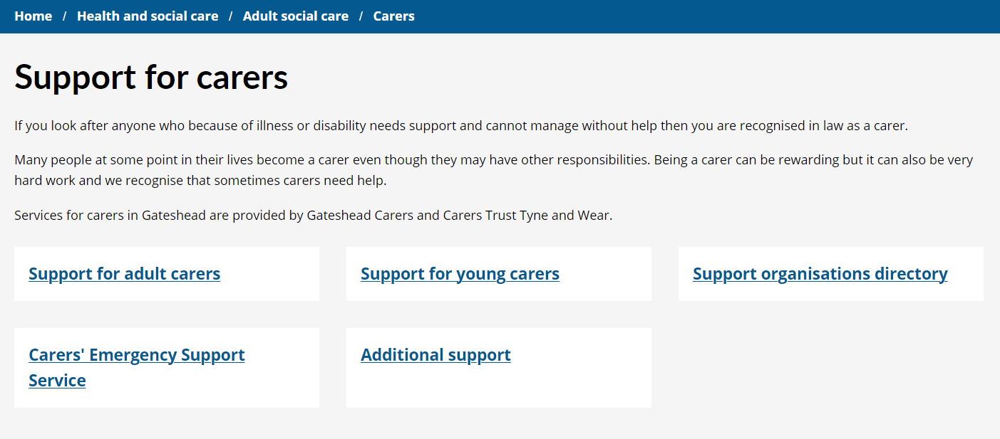 Home / Health and social care / Adult social care / Carers
Support for carers
If you look after anyone who because of illness or disability needs support and cannot manage without help then you are recognised in law as a carer.
Many people at some point in their lives become a carer even though they may have other responsibilities. Being a carer can be rewarding but it can also be very
hard work and we recognise that sometimes carers need help.
Services for carers in Gateshead are provided by Gateshead Carers and Carers Trust Tyne and Wear.
Support for adult carers
Support for young carers
Support organisations directory
Carers' Emergency Support
Service
Additional support